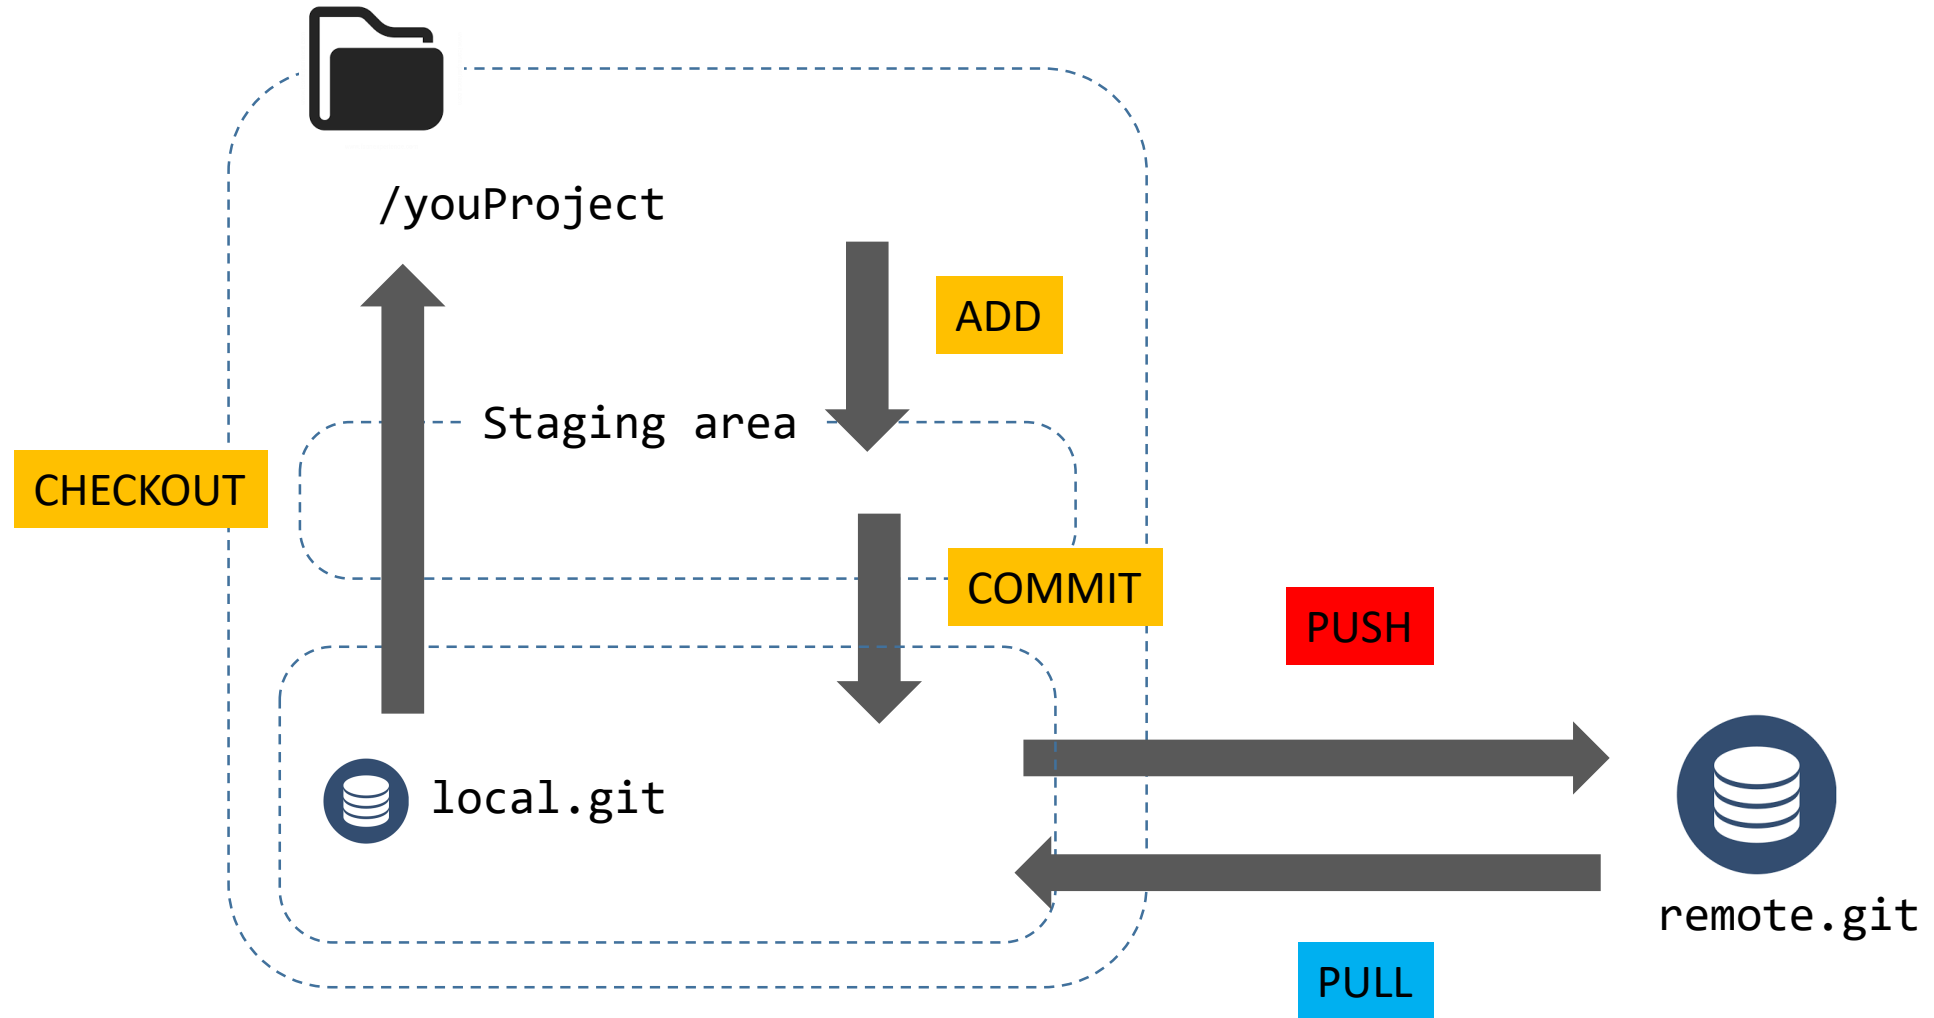 /youProject
ADD
Staging area
CHECKOUT
COMMIT
PUSH
local.git
remote.git
PULL